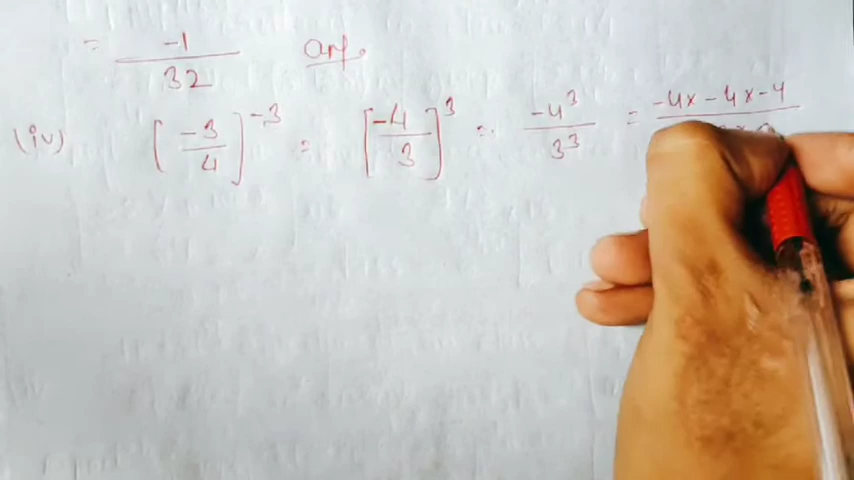 = -1/32 Ans.
(iv) [-3/4]^-3 = [-4/3]^3 = -4^3/3^3 = -4x-4x-4